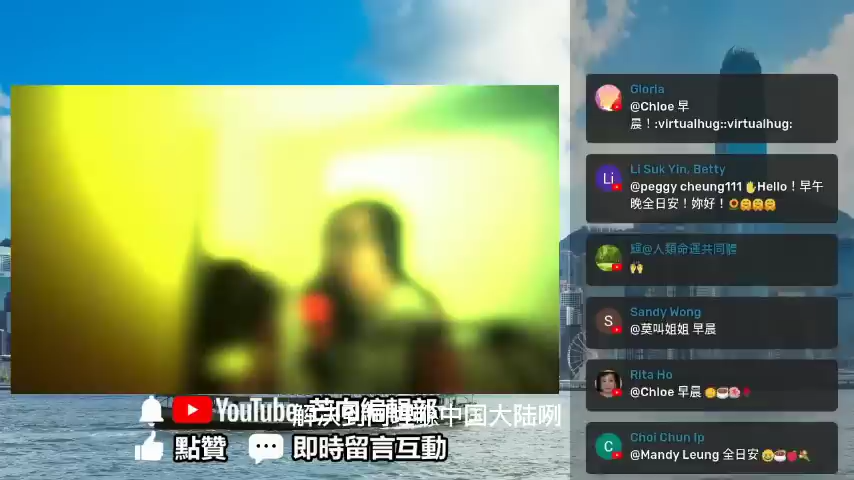 Gloria
@Chloe 早
晨！:virtualhug::virtualhug:
Li
Li Suk Yin, Betty
@peggy cheung111 ✋Hello！早午
晚全日安！妳好！🌻🤗🤗🤗
輝@人類命運共同體
🙌
S
Sandy Wong
@莫叫姐姐 早晨
Rita Ho
@Chloe 早晨
C
Choi Chun Ip
@Mandy Leung 全日安
YouTube
中国大陆咧
點贊 即時留言互動